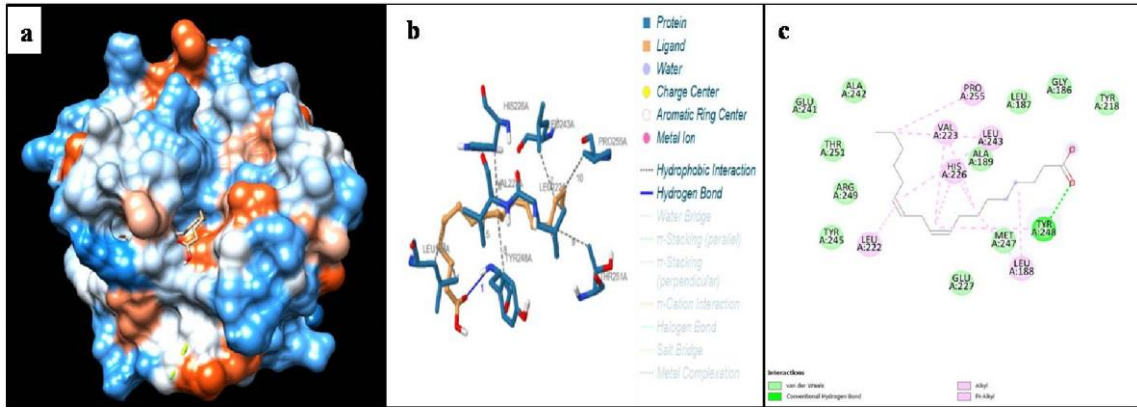 a
b
Protein
Ligand
Water
Charge Center
Aromatic Ring Center
Metal Ion
Hydrophobic Interaction
Hydrogen Bond
Water Bridge
π-Stacking (parallel)
π-Stacking
(perpendicular)
π-Cation Interaction
Halogen Bond
Salt Bridge
Metal Complexation
HIS226A
PRO255A
TYR248A
THR251A
10
1
c
PRO
A:255
GLY
A:186
ALA
A:242
LEU
A:187
TYR
A:218
GLU
A:241
VAL
A:223
LEU
A:243
THR
A:251
ALA
A:189
HIS
A:226
ARG
A:249
TYR
A:245
LEU
A:222
MET
A:247
TYR
A:248
LEU
A:188
GLU
A:227
Interactions
van der Waals
Conventional Hydrogen Bond
Alkyl
Pi-Alkyl